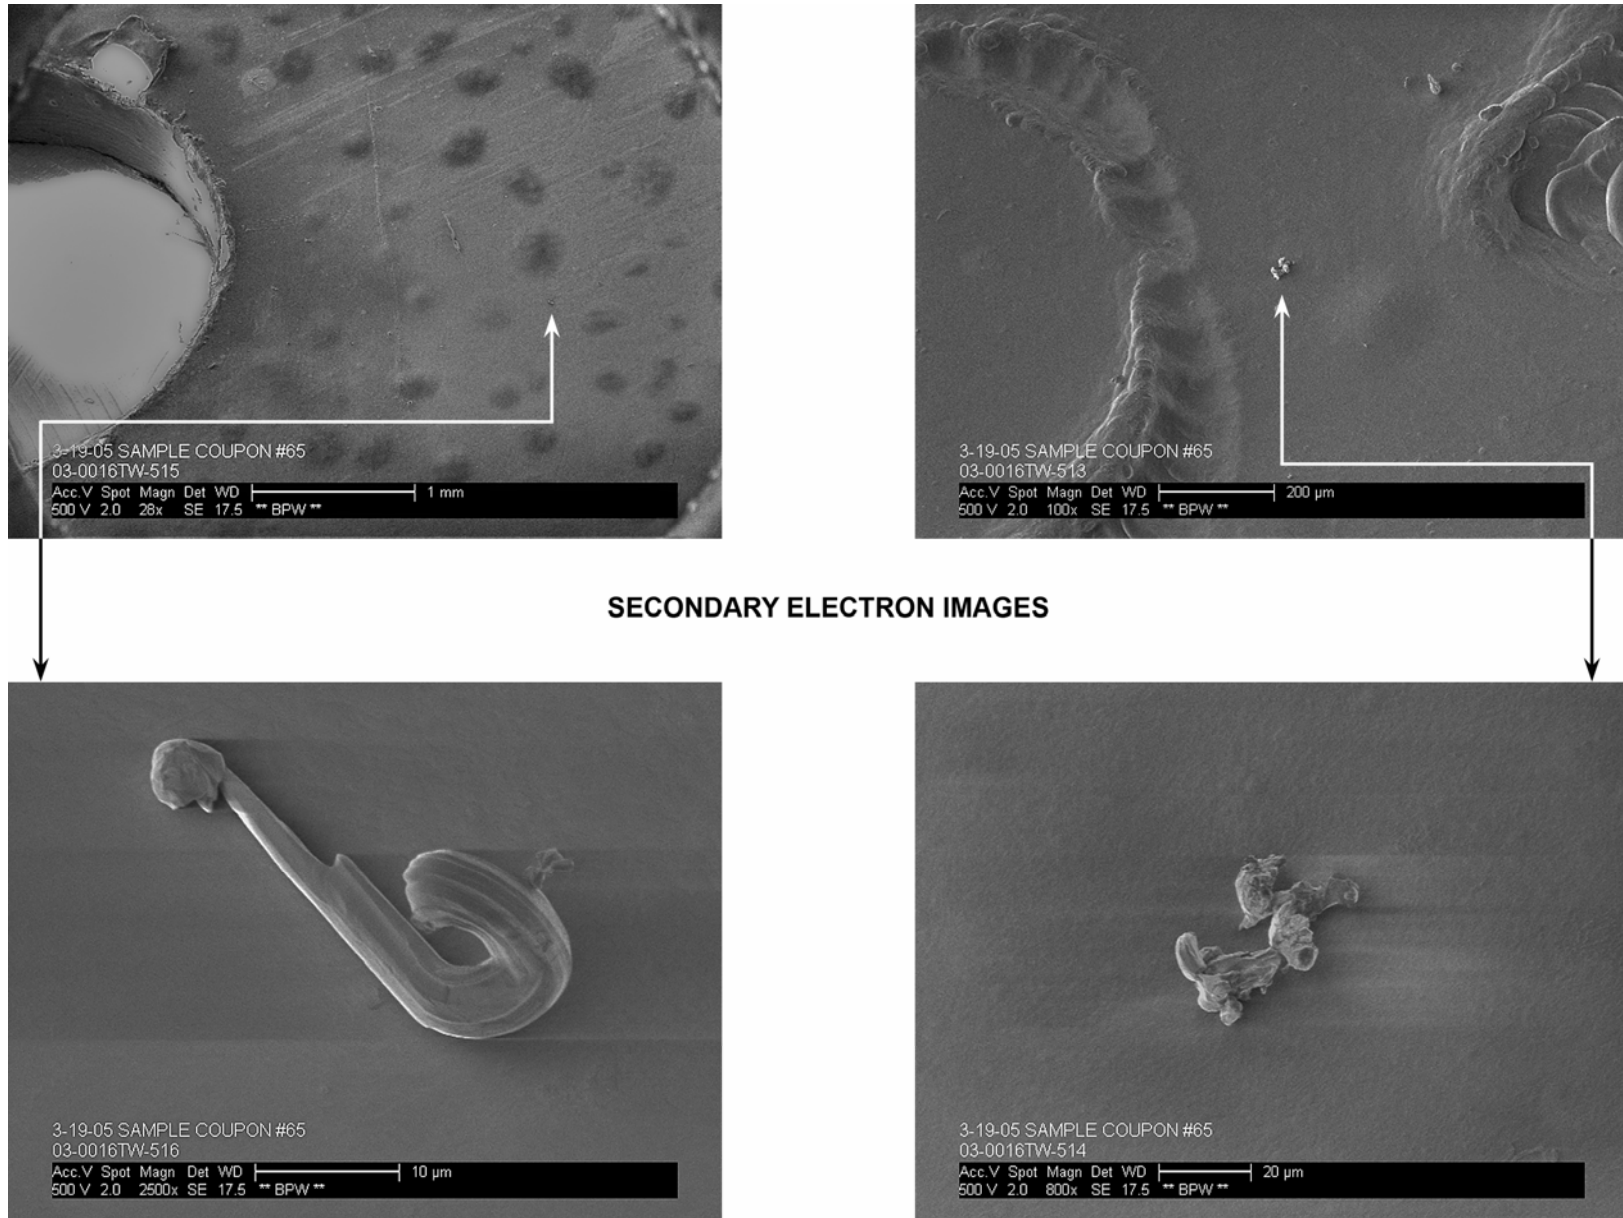 3-19-05 SAMPLE COUPON #65
03-0016TW-515
Acc.V Spot Magn Det WD 1 mm
500 V 2.0 28x SE 17.5 ** BPW **
3-19-05 SAMPLE COUPON #65
03-0016TW-513
Acc.V Spot Magn Det WD 200 µm
500 V 2.0 100x SE 17.5 ** BPW **
SECONDARY ELECTRON IMAGES
3-19-05 SAMPLE COUPON #65
03-0016TW-516
Acc.V Spot Magn Det WD 10 µm
500 V 2.0 2500x SE 17.5 ** BPW **
3-19-05 SAMPLE COUPON #65
03-0016TW-514
Acc.V Spot Magn Det WD 20 µm
500 V 2.0 800x SE 17.5 ** BPW **